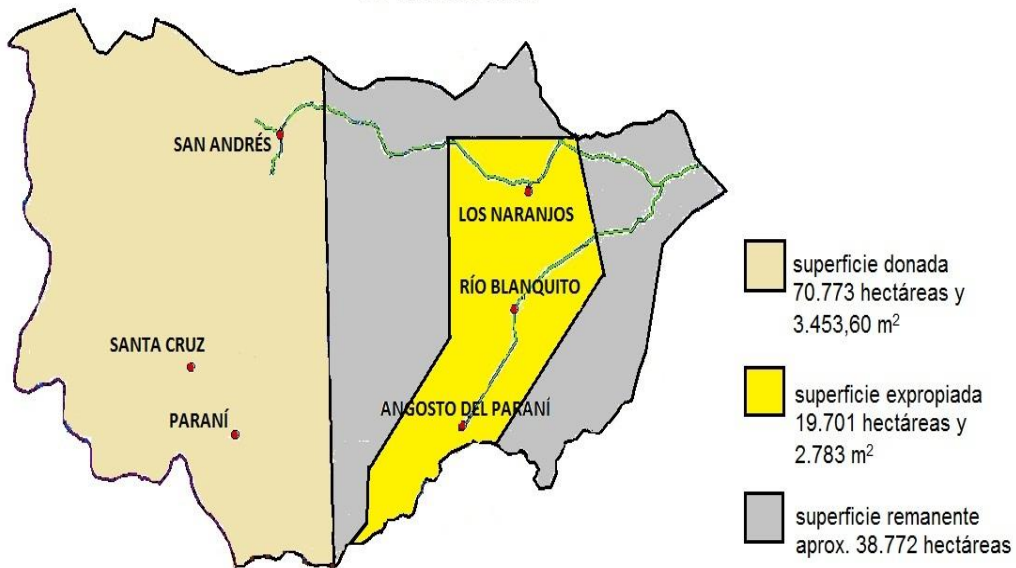 SAN ANDRÉS
LOS NARANJOS
RÍO BLANQUITO
SANTA CRUZ
PARANÍ
ANGOSTO DEL PARANÍ
superficie donada
70.773 hectáreas y
3.453,60 m²
superficie expropiada
19.701 hectáreas y
2.783 m²
superficie remanente
aprox. 38.772 hectáreas